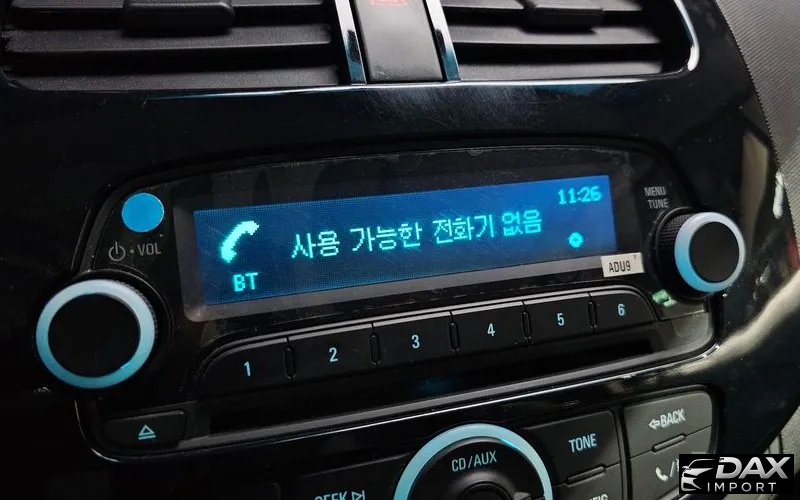 11:26
MENU
TUNE
VOL
사용 가능한 전화기 없음
BT
ADU9
1 2 3 4 5 6
CD/AUX
TONE
BACK
SEEK
DAX
IMPORT